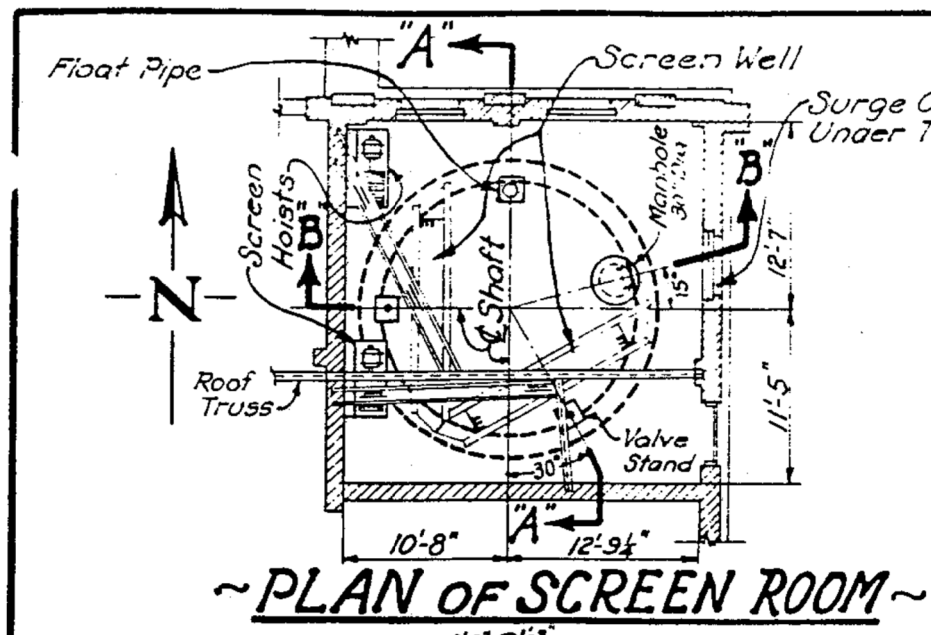 "A"
Float Pipe
Screen Well
Surge
Under
"B"
Manhole
Screen
Hoists
"B"
12'-7"
15°
N
℄ Shaft
Roof
Truss
11'-5"
Valve
Stand
30°
"A"
10'-8"
12'-9¼"
~PLAN OF SCREEN ROOM~